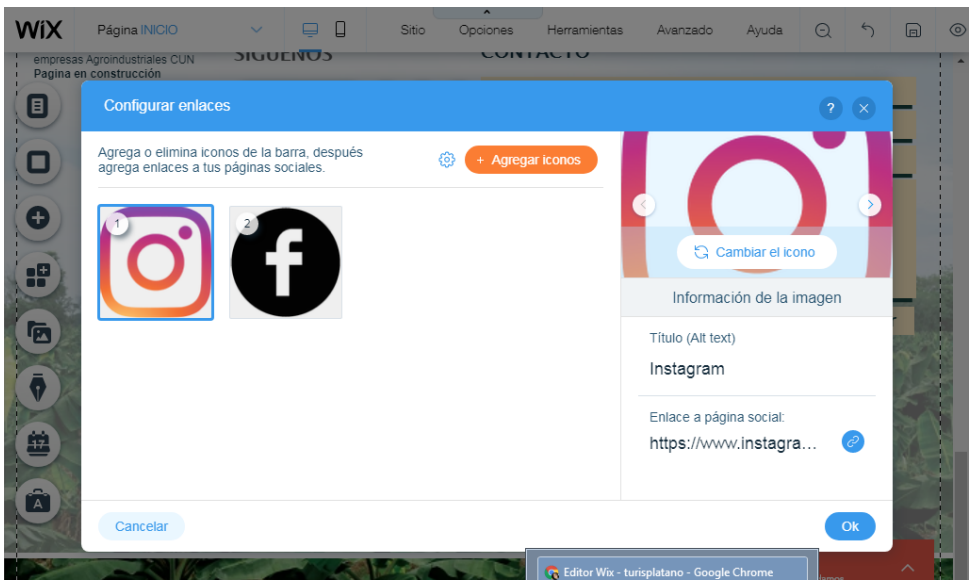 WiX Página INICIO Sitio Opciones Herramientas Avanzado Ayuda
empresas Agroindustriales CUN
Pagina en construcción
SIGUENOS CONTACTO
Configurar enlaces ?
Agrega o elimina iconos de la barra, después
agrega enlaces a tus páginas sociales.
+ Agregar iconos
1 2
f
Cambiar el icono
Información de la imagen
Título (Alt text)
Instagram
Enlace a página social:
https://www.instagra...
17
A
Cancelar Ok
Editor Wix - turisplatano - Google Chrome